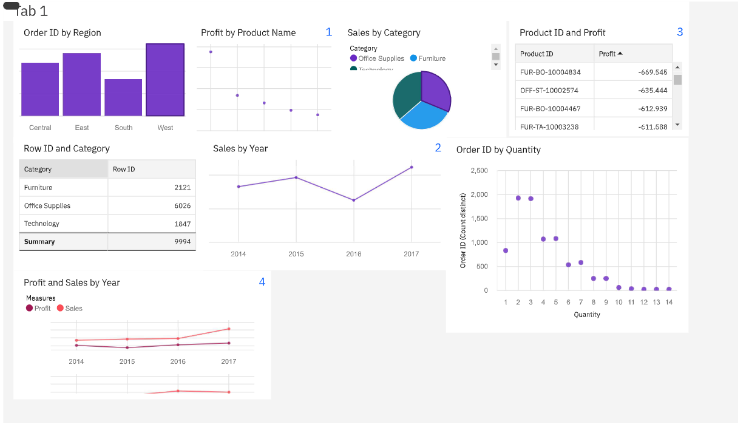 Tab 1
Order ID by Region
Central East South West
Profit by Product Name 1
Sales by Category
Category
Office Supplies Furniture
Technology
Product ID and Profit 3
Product ID Profit
FUR-BO-10004834 -669.546
OFF-ST-10002574 -635.444
FUR-BO-10004467 -612.939
FUR-TA-10003238 -611.588
Row ID and Category
Category Row ID
Furniture 2121
Office Supplies 6026
Technology 1847
Summary 9994
Sales by Year 2
2014 2015 2016 2017
Order ID by Quantity
Order ID (Count distinct)
2,500
2,000
1,500
1,000
500
0
1 2 3 4 5 6 7 8 9 10 11 12 13 14
Quantity
Profit and Sales by Year 4
Measures
Profit Sales
2014 2015 2016 2017